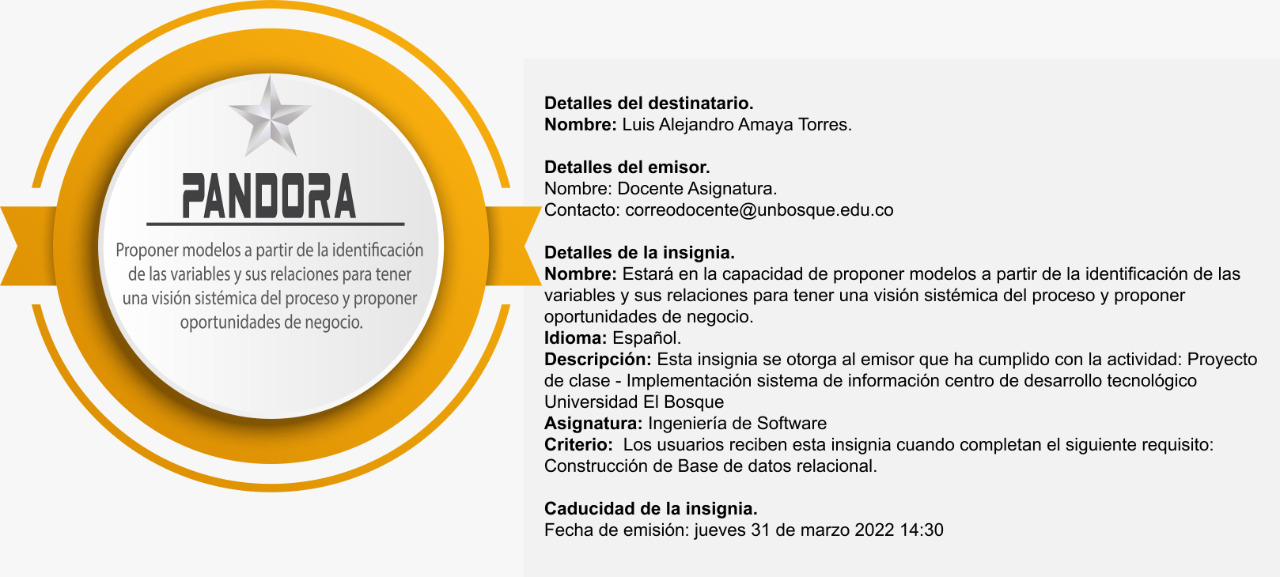 PANDORA
Proponer modelos a partir de la identificación
de las variables y sus relaciones para tener
una visión sistémica del proceso y proponer
oportunidades de negocio.
Detalles del destinatario.
Nombre: Luis Alejandro Amaya Torres.
Detalles del emisor.
Nombre: Docente Asignatura.
Contacto: correodocente@unbosque.edu.co
Detalles de la insignia.
Nombre: Estará en la capacidad de proponer modelos a partir de la identificación de las
variables y sus relaciones para tener una visión sistémica del proceso y proponer
oportunidades de negocio.
Idioma: Español.
Descripción: Esta insignia se otorga al emisor que ha cumplido con la actividad: Proyecto
de clase - Implementación sistema de información centro de desarrollo tecnológico
Universidad El Bosque
Asignatura: Ingeniería de Software
Criterio: Los usuarios reciben esta insignia cuando completan el siguiente requisito:
Construcción de Base de datos relacional.
Caducidad de la insignia.
Fecha de emisión: jueves 31 de marzo 2022 14:30